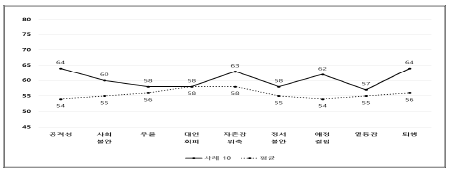 80
75
70
65
60
55
50
45
64
60
58
58
63
58
62
57
64
54
55
56
58
58
55
54
55
56
공격성
사회
불안
우울
대인
회피
자존감
위축
정서
불안
애정
결핍
열등감
퇴행
사례 10
평균